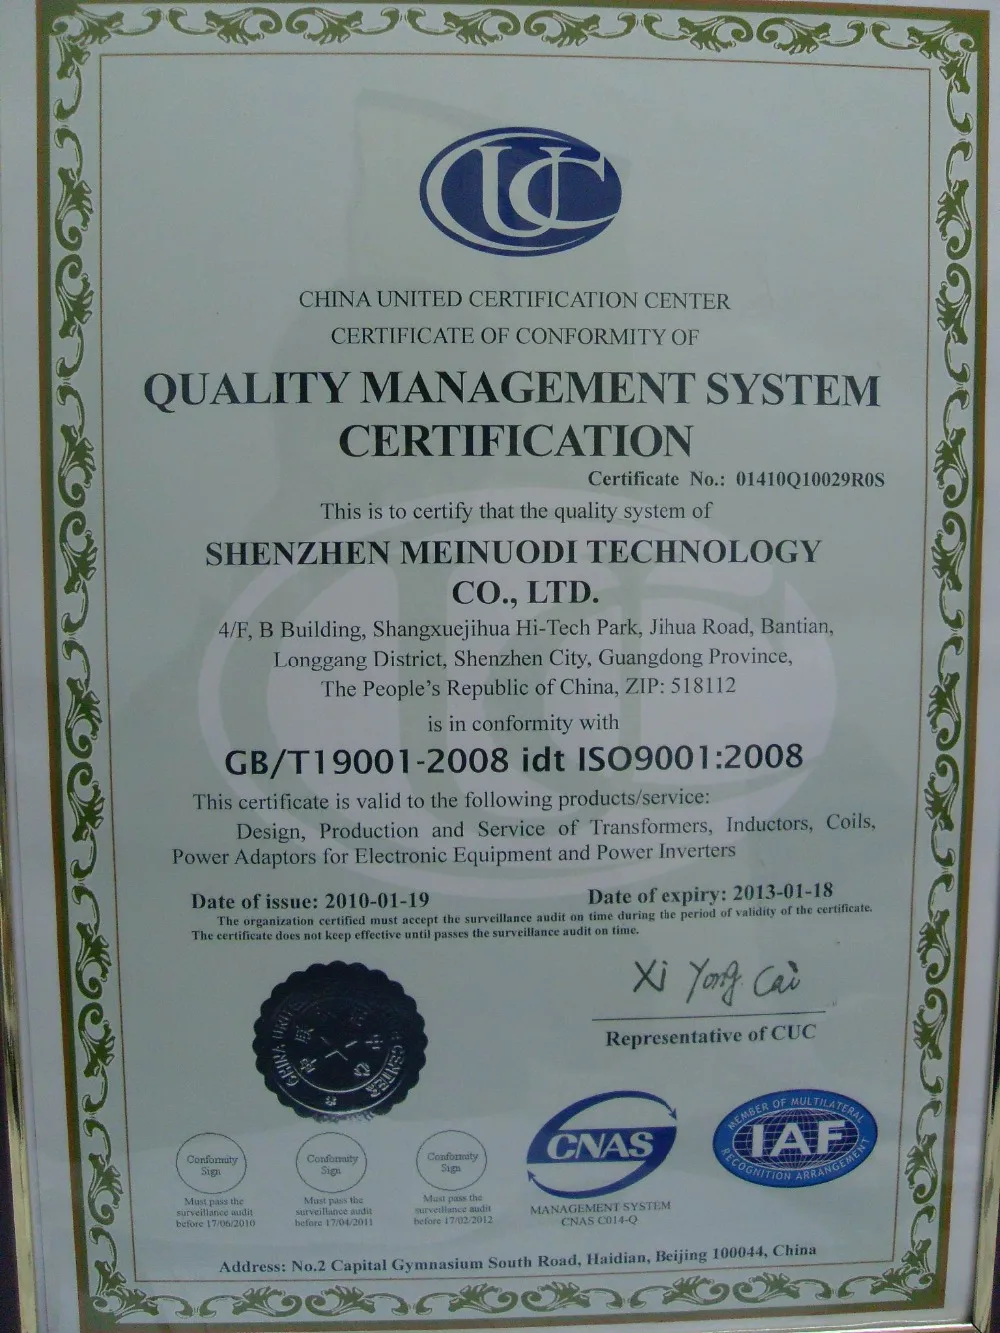 CUC
CHINA UNITED CERTIFICATION CENTER
CERTIFICATE OF CONFORMITY OF
QUALITY MANAGEMENT SYSTEM
CERTIFICATION
Certificate No.: 01410Q10029R0S
This is to certify that the quality system of
SHENZHEN MEINUODI TECHNOLOGY
CO., LTD.
4/F, B Building, Shangxuejihua Hi-Tech Park, Jihua Road, Bantian,
Longgang District, Shenzhen City, Guangdong Province,
The People's Republic of China, ZIP: 518112
is in conformity with
GB/T19001-2008 idt ISO9001:2008
This certificate is valid to the following products/service:
Design, Production and Service of Transformers, Inductors, Coils,
Power Adaptors for Electronic Equipment and Power Inverters
Date of issue: 2010-01-19 Date of expiry: 2013-01-18
The organization certified must accept the surveillance audit on time during the period of validity of the certificate.
The certificate does not keep effective until passes the surveillance audit on time.
Xi Yong Cai
Representative of CUC
CHINA
Conformity
Sign
Must pass the
surveillance audit
before 17/06/2010
Conformity
Sign
Must pass the
surveillance audit
before 17/04/2011
Conformity
Sign
Must pass the
surveillance audit
before 17/02/2012
CNAS
MANAGEMENT SYSTEM
CNAS C014-Q
MEMBER OF MULTILATERAL
IAF
RECOGNITION ARRANGEMENT
Address: No.2 Capital Gymnasium South Road, Haidian, Beijing 100044, China